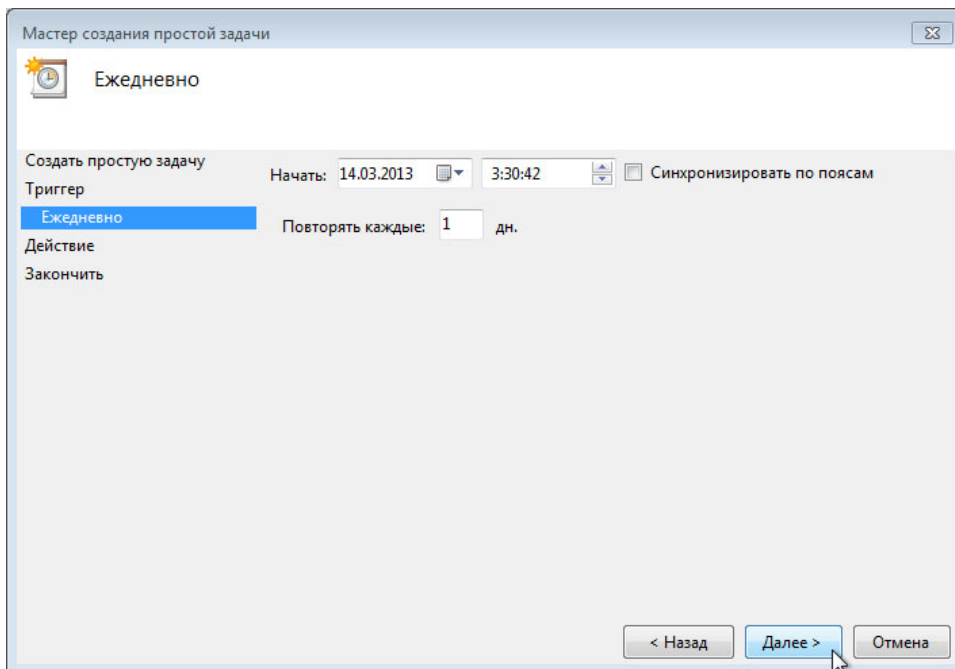 Мастер создания простой задачи
Ежедневно
Создать простую задачу
Триггер
Ежедневно
Действие
Закончить
Начать: 14.03.2013 3:30:42 Синхронизировать по поясам
Повторять каждые: 1 дн.
< Назад Далее > Отмена